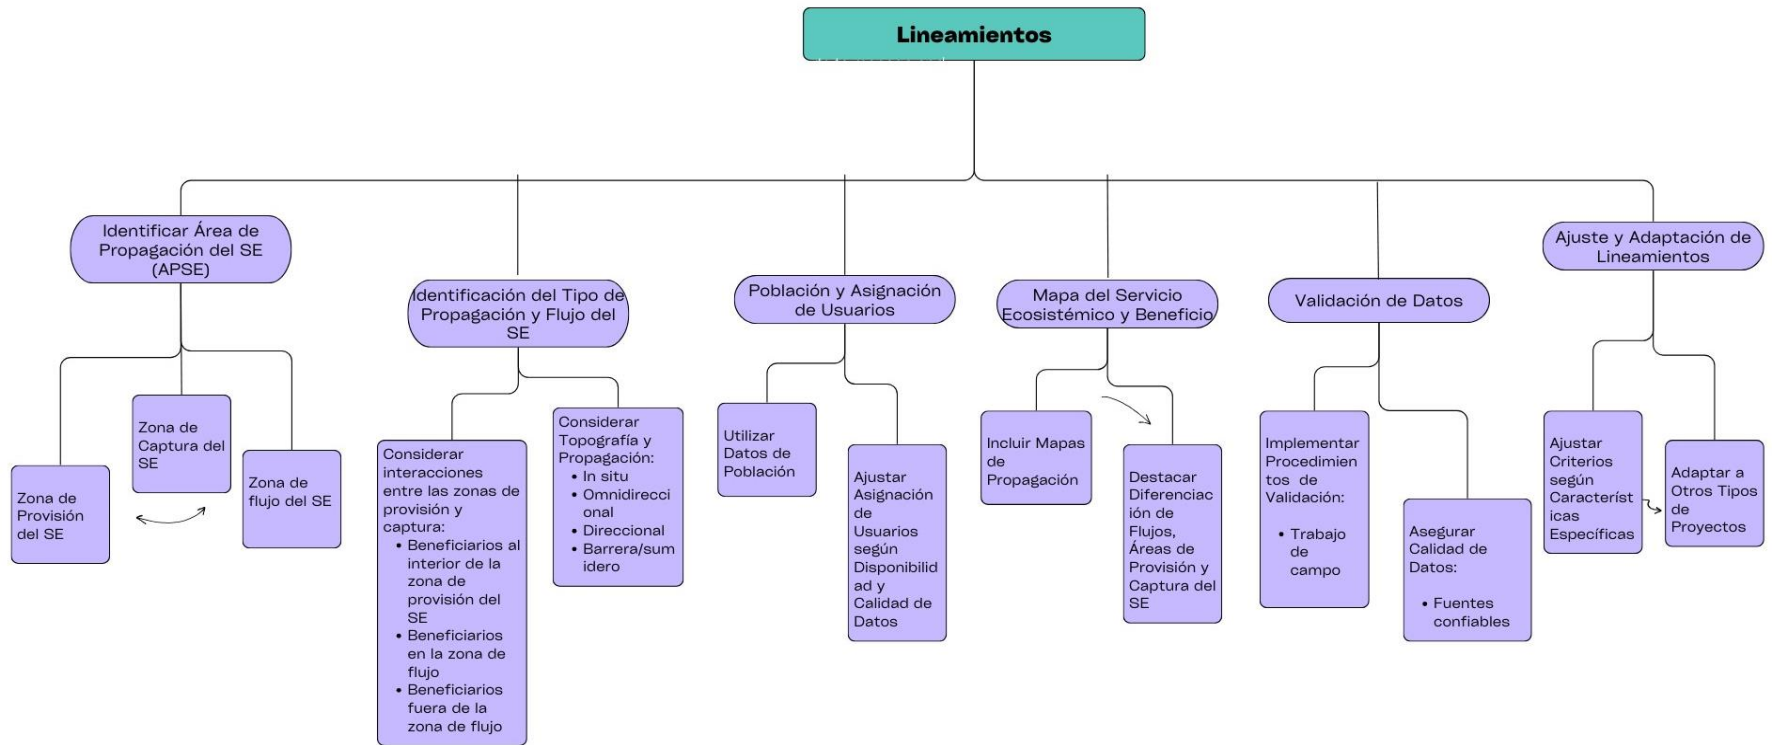 Lineamientos
Identificar Área de
Propagación del SE
(APSE)
Zona de
Provisión
del SE
Zona de
Captura del
SE
Zona de
flujo del SE
Identificación del Tipo de
Propagación y Flujo del
SE
Considerar
interacciones
entre las zonas de
provisión y
captura:
• Beneficiarios al
interior de la
zona de
provisión del
SE
• Beneficiarios
en la zona de
flujo
• Beneficiarios
fuera de la
zona de flujo
Considerar
Topografía y
Propagación:
• In situ
• Omnidirecci
onal
• Direccional
• Barrera/sum
idero
Población y Asignación
de Usuarios
Utilizar
Datos de
Población
Ajustar
Asignación
de
Usuarios
según
Disponibilid
ad y
Calidad de
Datos
Mapa del Servicio
Ecosistémico y Beneficio
Incluir Mapas
de
Propagación
Destacar
Diferenciac
ión de
Flujos,
Áreas de
Provisión y
Captura del
SE
Validación de Datos
Implementar
Procedimien
tos de
Validación:
• Trabajo
de
campo
Asegurar
Calidad de
Datos:
• Fuentes
confiables
Ajuste y Adaptación de
Lineamientos
Ajustar
Criterios
según
Característ
icas
Específicas
Adaptar a
Otros Tipos
de
Proyectos